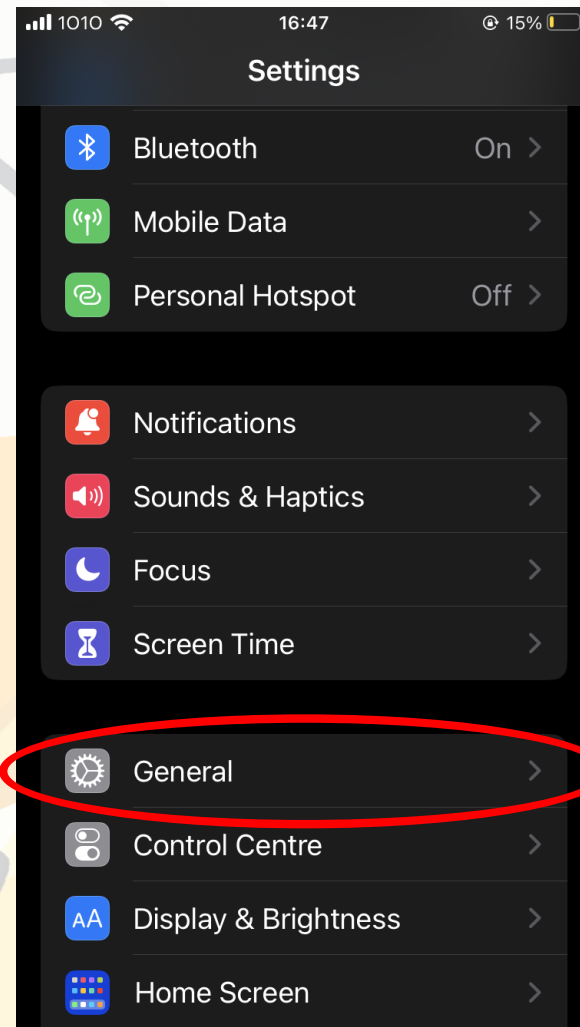 1010 16:47 15%
Settings
Bluetooth On
Mobile Data
Personal Hotspot Off
Notifications
Sounds & Haptics
Focus
Screen Time
General
Control Centre
AA Display & Brightness
Home Screen